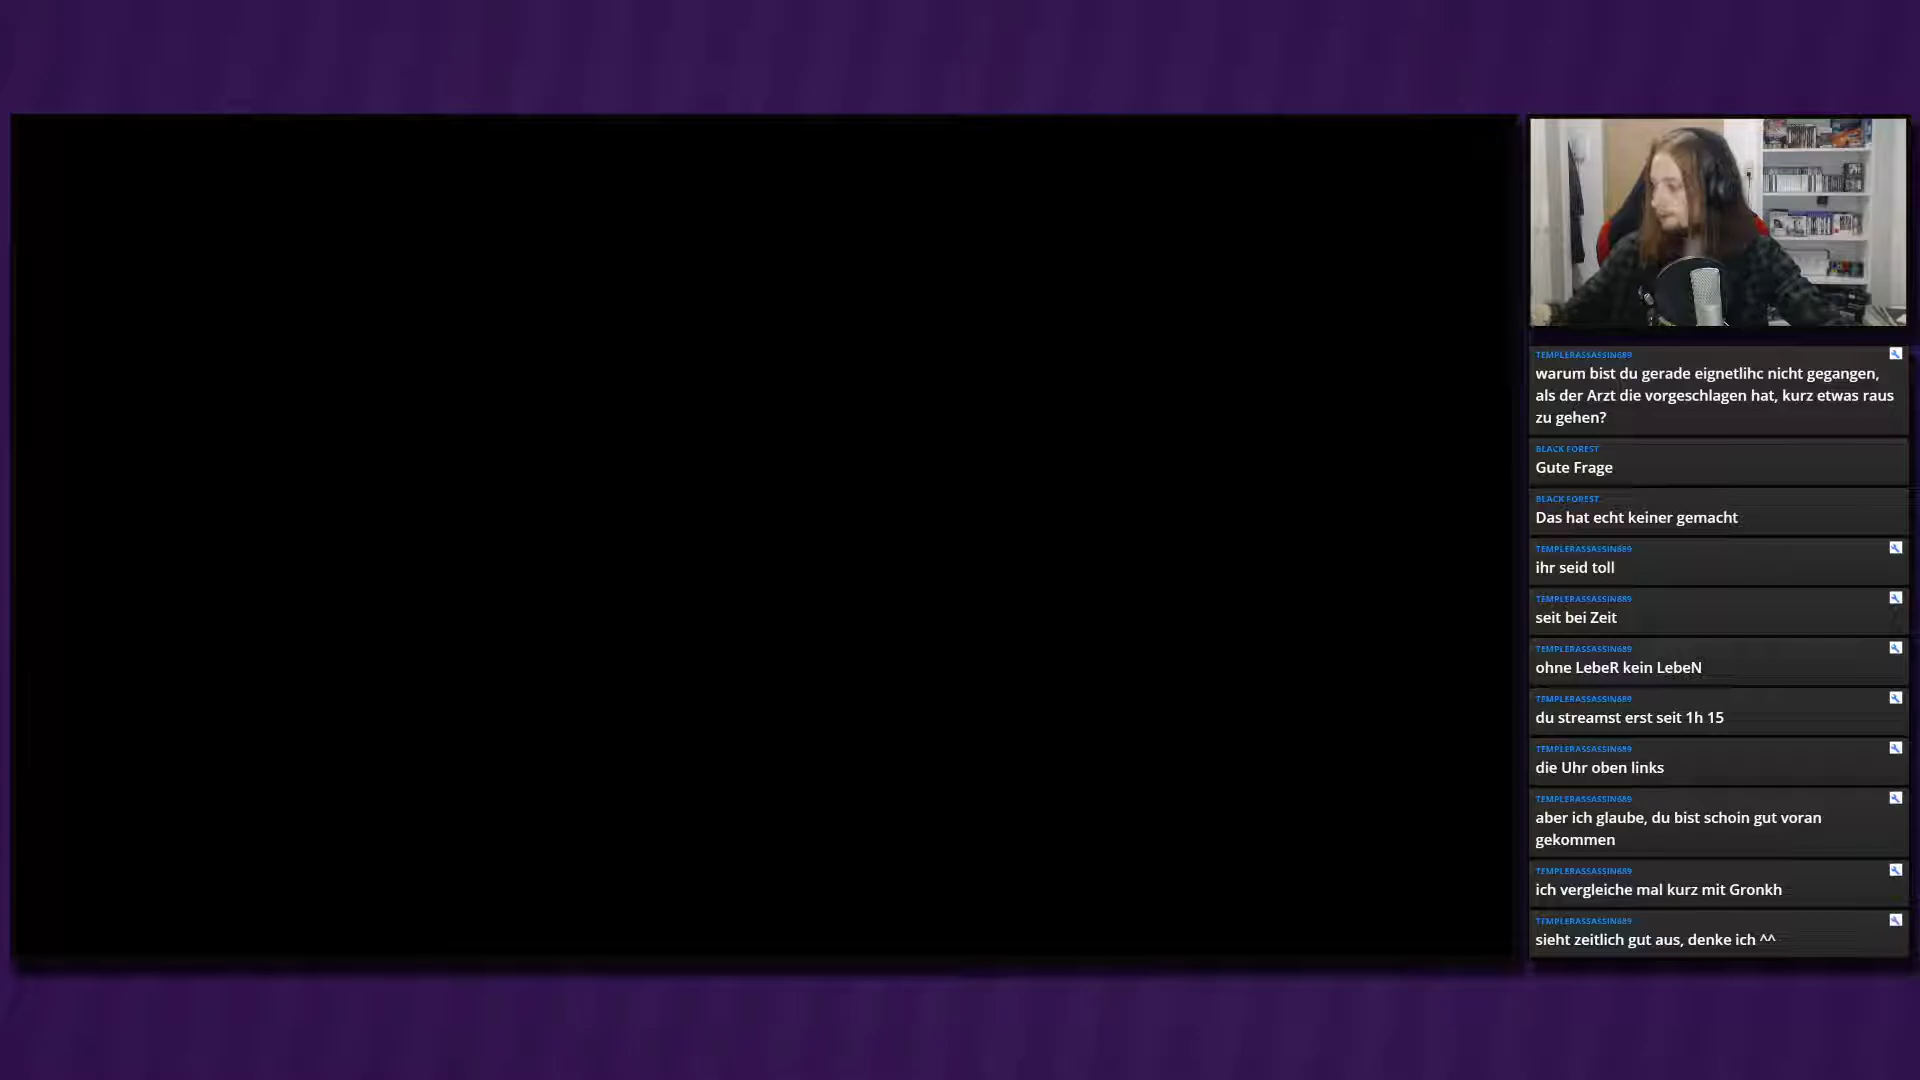 TEMPLERASSASSIN689
warum bist du gerade eignetlihc nicht gegangen,
als der Arzt die vorgeschlagen hat, kurz etwas raus
zu gehen?
BLACK FOREST
Gute Frage
BLACK FOREST
Das hat echt keiner gemacht
TEMPLERASSASSIN689
ihr seid toll
TEMPLERASSASSIN689
seit bei Zeit
TEMPLERASSASSIN689
ohne LebeR kein LebeN
TEMPLERASSASSIN689
du streamst erst seit 1h 15
TEMPLERASSASSIN689
die Uhr oben links
TEMPLERASSASSIN689
aber ich glaube, du bist schoin gut voran
gekommen
TEMPLERASSASSIN689
ich vergleiche mal kurz mit Gronkh
TEMPLERASSASSIN689
sieht zeitlich gut aus, denke ich ^^